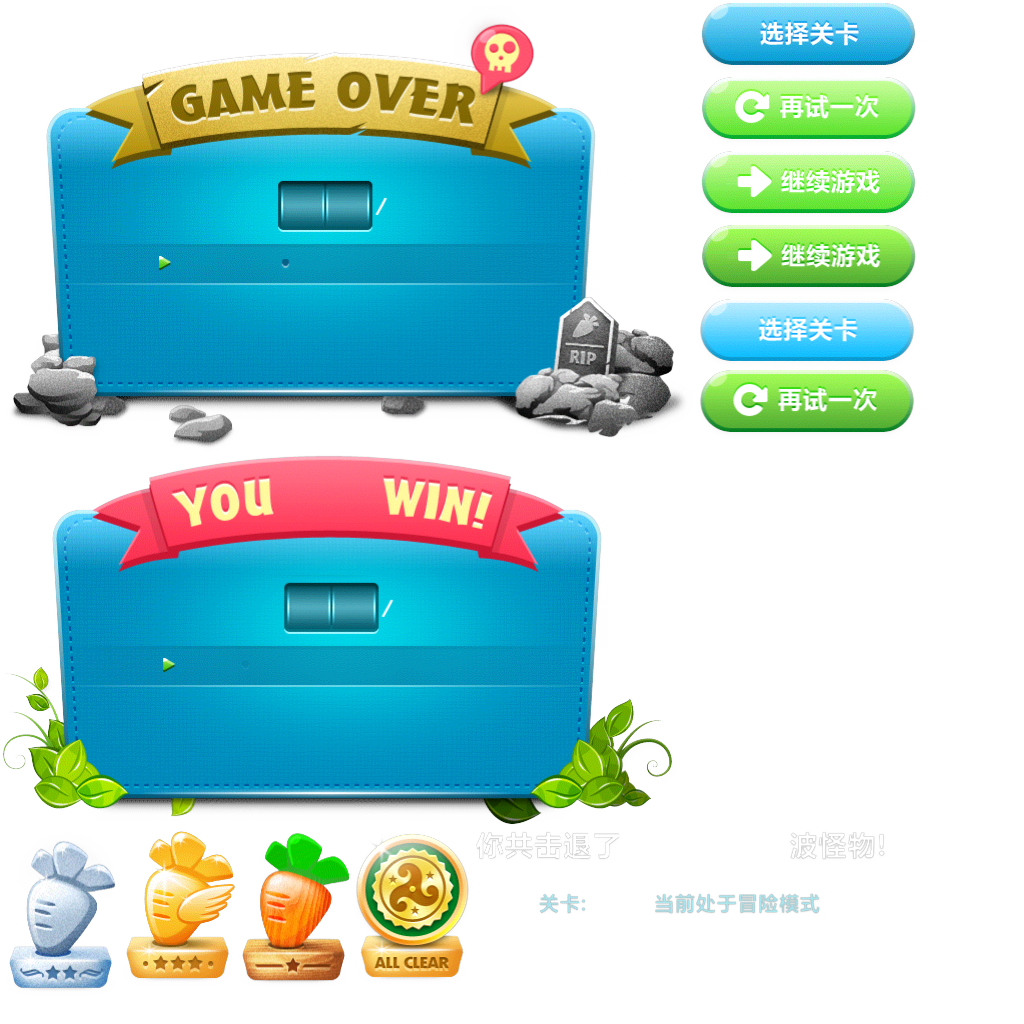 GAME OVER
/
RIP
选择关卡
再试一次
继续游戏
继续游戏
选择关卡
再试一次
YOU WIN!
/
你共击退了 波怪物!
关卡: 当前处于冒险模式
ALL CLEAR